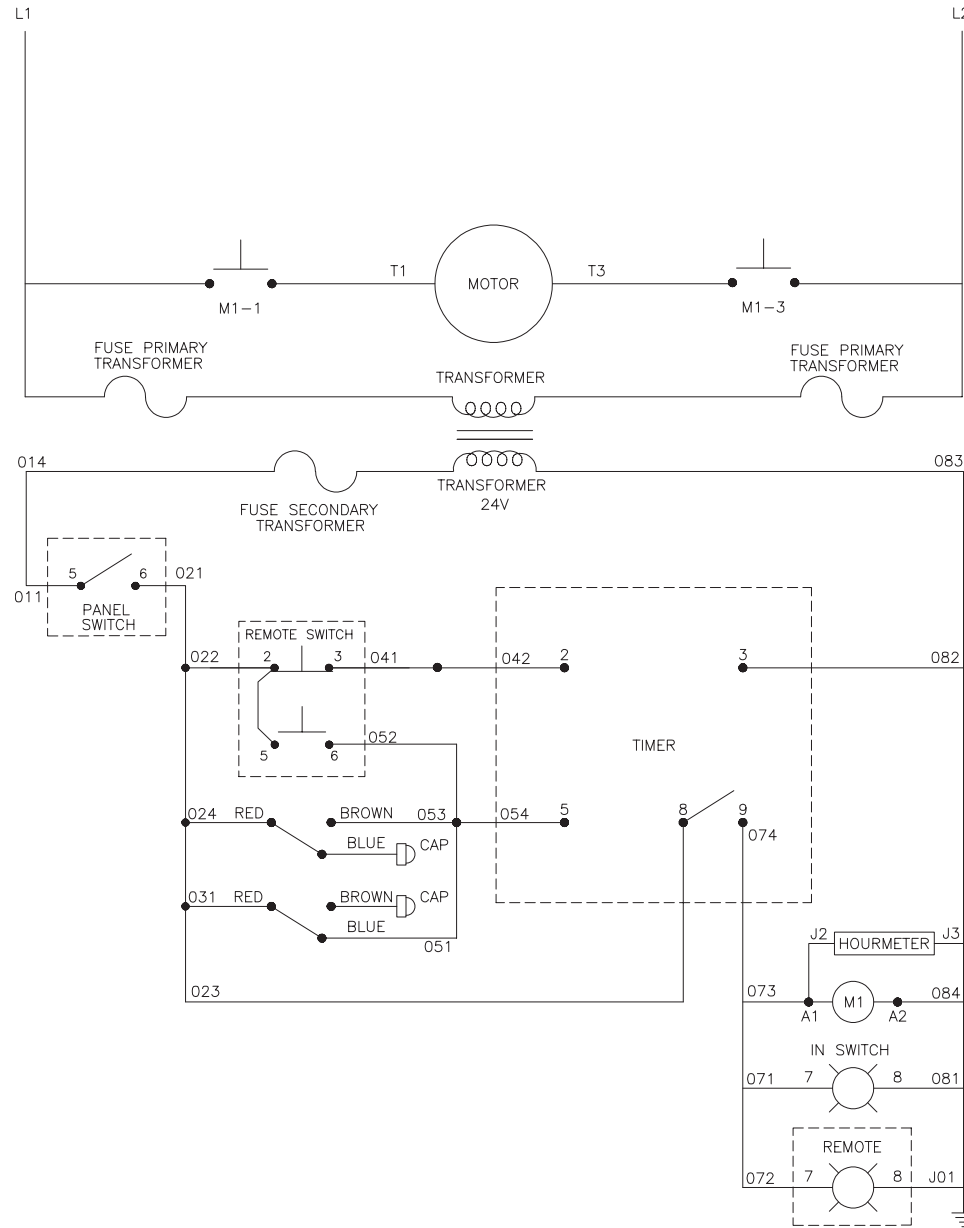 L1
L2
T1
MOTOR
T3
M1-1
M1-3
FUSE PRIMARY
TRANSFORMER
TRANSFORMER
FUSE PRIMARY
TRANSFORMER
014
083
TRANSFORMER
24V
FUSE SECONDARY
TRANSFORMER
5
6
021
011
PANEL
SWITCH
REMOTE SWITCH
022
2
3
041
042
2
3
082
052
5
6
TIMER
024
RED
BROWN
053
054
5
8
9
074
BLUE
CAP
031
RED
BROWN
CAP
BLUE
051
J2
HOURMETER
J3
023
073
M1
084
A1
A2
IN SWITCH
071
7
8
081
REMOTE
072
7
8
J01